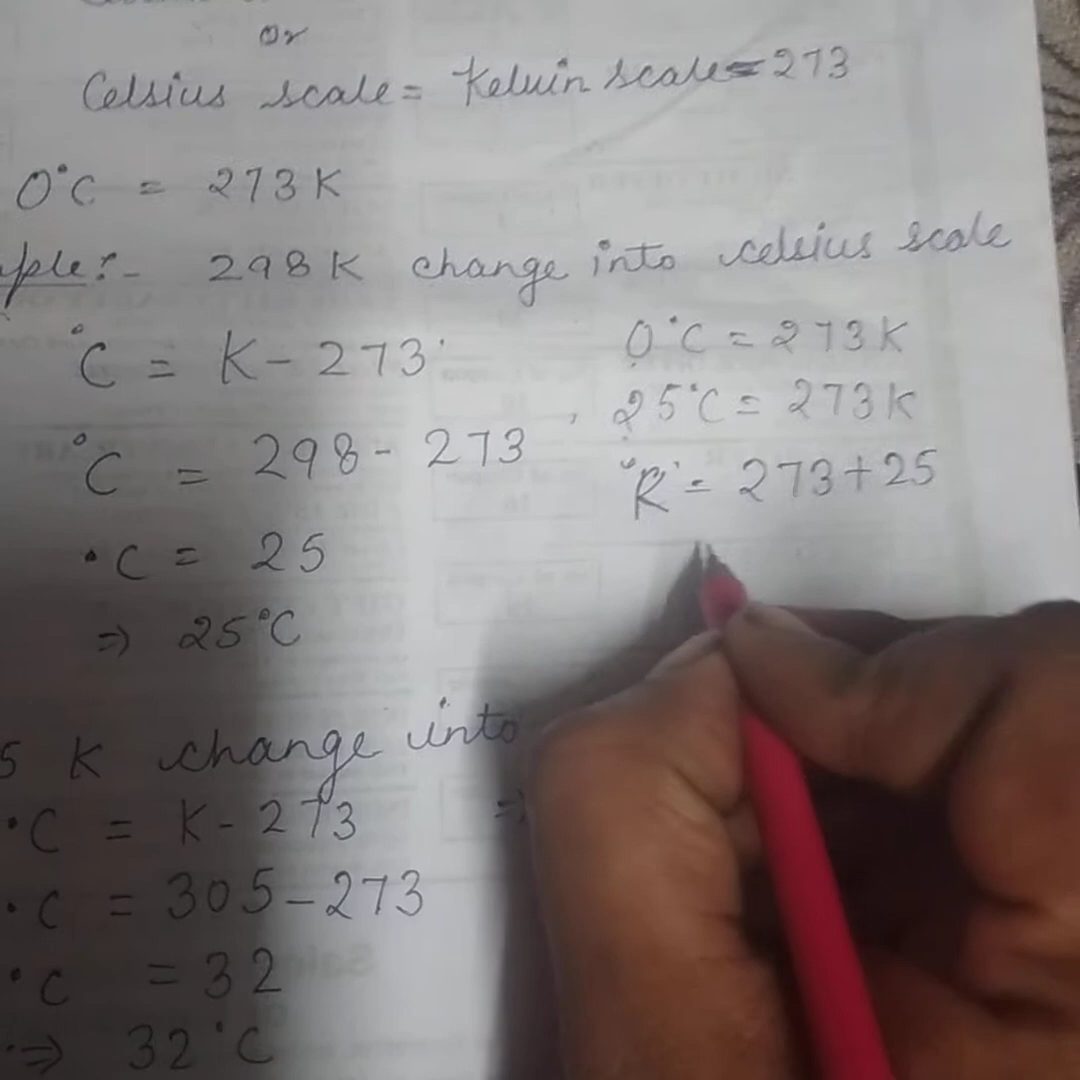 or
Celsius scale = Kelvin scale - 273
0°C = 273 K
298 K change into celsius scale
°C = K - 273
°C = 298 - 273
°C = 25
⇒ 25°C
0°C = 273 K
25°C = 273 K
°K = 273 + 25
5 K change into
°C = K - 273 ⇒
°C = 305 - 273
°C = 32
⇒ 32°C